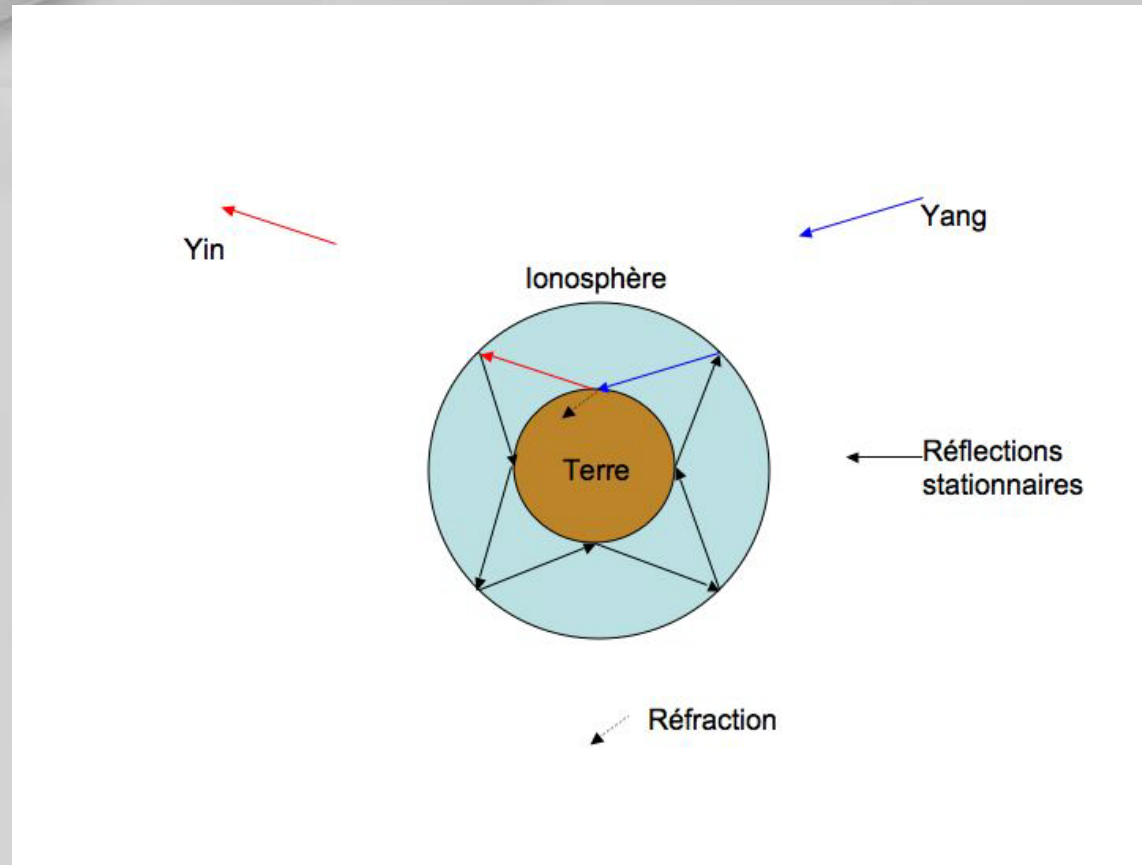 Yang
Yin
Ionosphère
Réflections
stationnaires
Terre
Réfraction